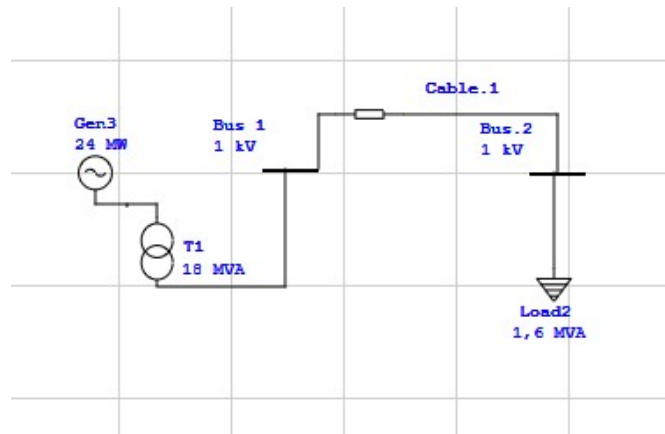 Cable.1
Gen3
24 MW
Bus 1
1 kV
Bus.2
1 kV
T1
18 MVA
Load2
1,6 MVA